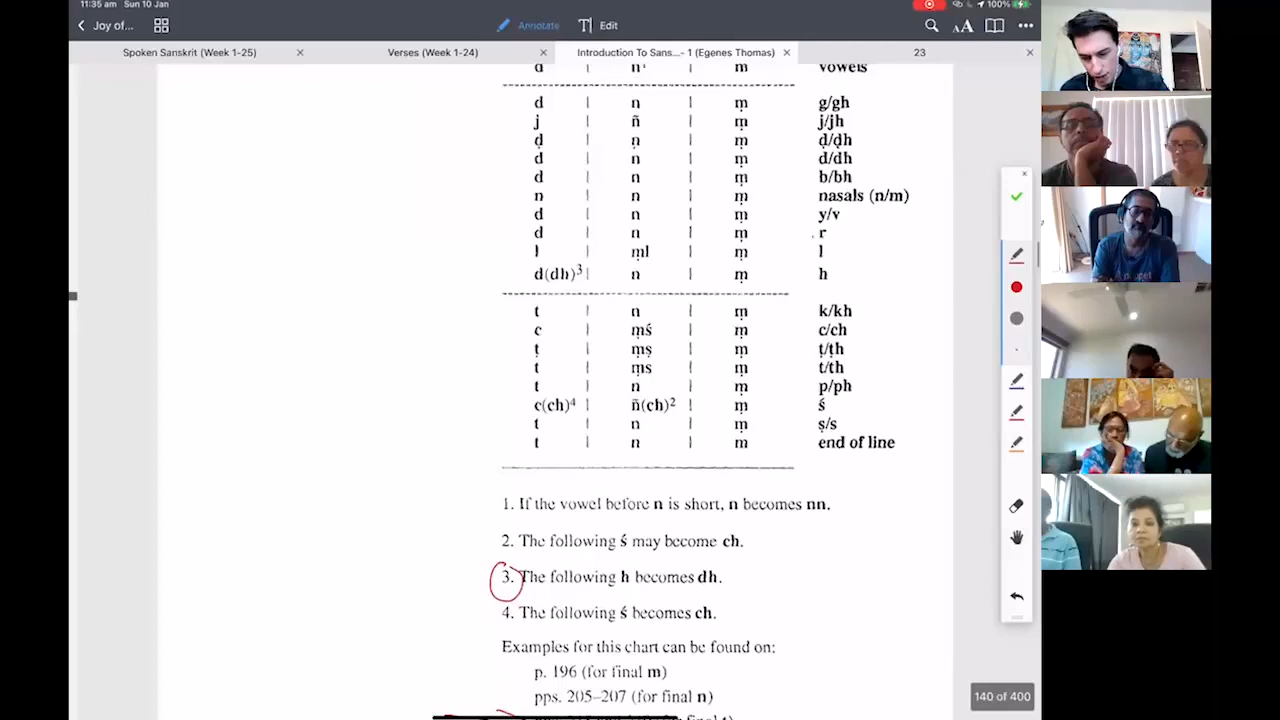 11:35 am Sun 10 Jan 100%
Joy of... Annotate T Edit AA
Spoken Sanskrit (Week 1-25) × Verses (Week 1-24) × Introduction To Sans...- 1 (Egenes Thomas) × 23 ×
d | n¹ | m vowels
d | n | ṃ g/gh
j | ñ | ṃ j/jh
ḍ | ṇ | ṃ ḍ/ḍh
d | n | ṃ d/dh
d | n | ṃ b/bh
n | n | ṃ nasals (n/m)
d | n | ṃ y/v
d | n | ṃ r
l | ṃl | ṃ l
d(dh)³ | n | ṃ h
t | n | ṃ k/kh
c | ṃś | ṃ c/ch
ṭ | ṃṣ | ṃ ṭ/ṭh
t | ṃs | ṃ t/th
t | n | ṃ p/ph
c(ch)⁴ | ñ(ch)² | ṃ ś
t | n | ṃ ṣ/s
t | n | m end of line
1. If the vowel before n is short, n becomes nn.
2. The following ś may become ch.
3. The following h becomes dh.
4. The following ś becomes ch.
Examples for this chart can be found on:
p. 196 (for final m)
pps. 205–207 (for final n)
140 of 400